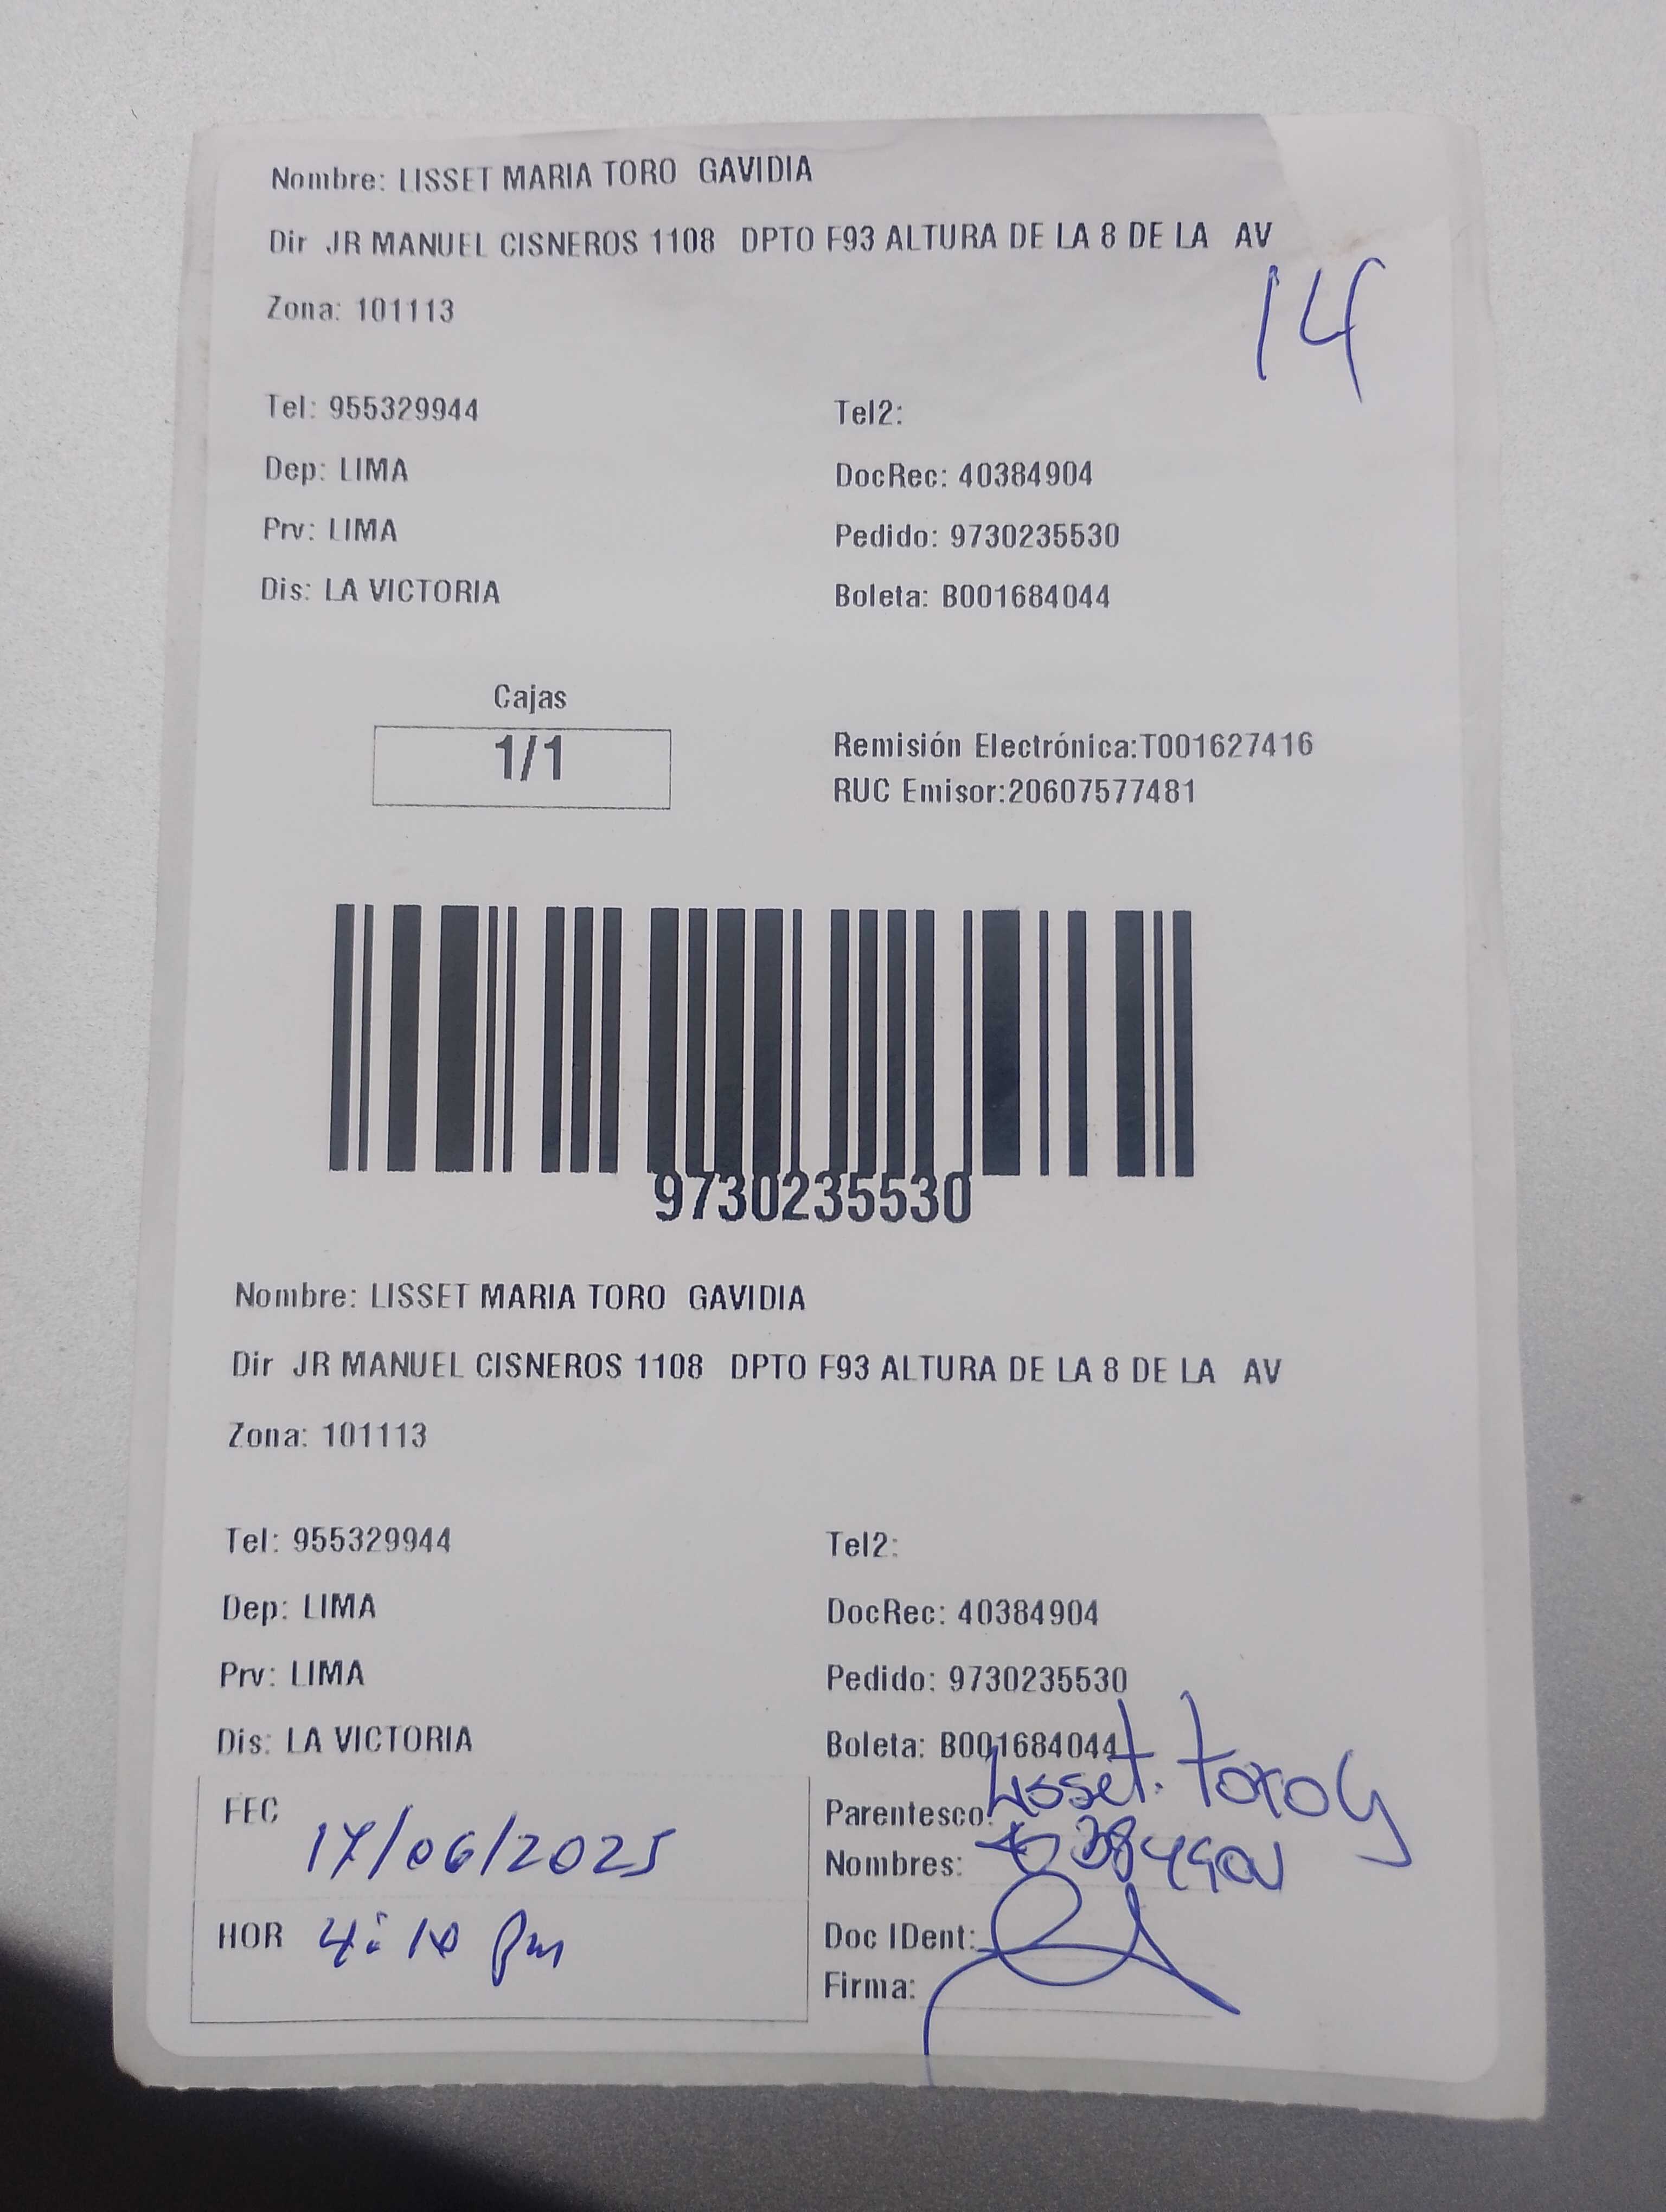 Nombre: LISSET MARIA TORO GAVIDIA
Dir JR MANUEL CISNEROS 1108 DPTO F93 ALTURA DE LA 8 DE LA AV
14
Zona: 101113
Tel: 955329944 Tel2:
Dep: LIMA DocRec: 40384904
Prv: LIMA Pedido: 9730235530
Dis: LA VICTORIA Boleta: B001684044
Cajas
1/1
Remisión Electrónica:T001627416
RUC Emisor:20607577481
9730235530
Nombre: LISSET MARIA TORO GAVIDIA
Dir JR MANUEL CISNEROS 1108 DPTO F93 ALTURA DE LA 8 DE LA AV
Zona: 101113
Tel: 955329944 Tel2:
Dep: LIMA DocRec: 40384904
Prv: LIMA Pedido: 9730235530
Dis: LA VICTORIA Boleta: B001684044
FEC 17/06/2025
HOR 4:10 pm
Parentesco: Lisset. toro G
Nombres: 40384904
Doc IDent:
Firma: